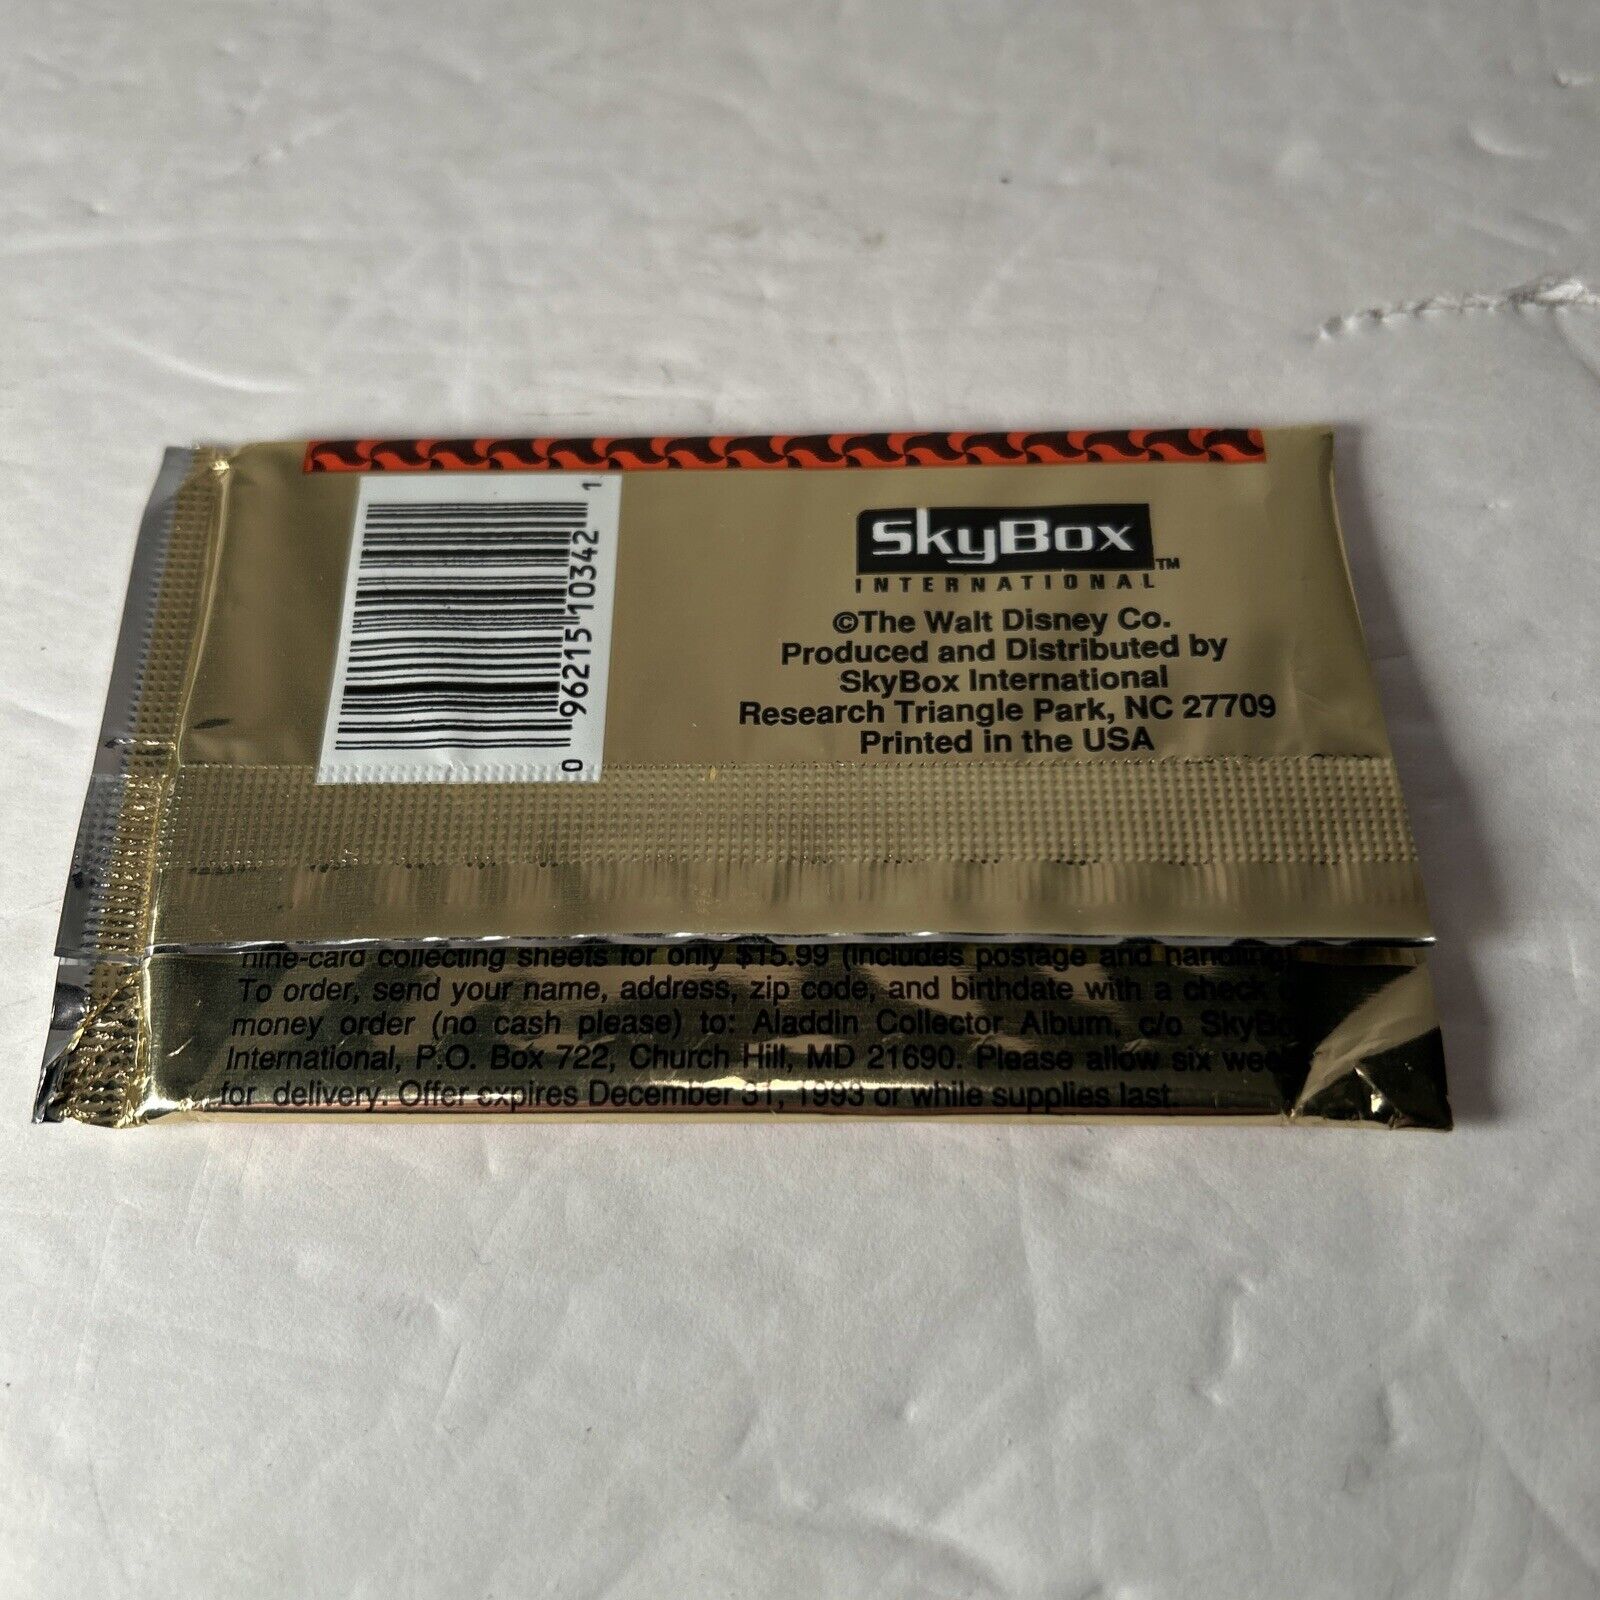 SkyBox™
INTERNATIONAL
©The Walt Disney Co.
Produced and Distributed by
SkyBox International
Research Triangle Park, NC 27709
Printed in the USA
0 96215 10342 1
nine-card collecting sheets for only $15.99 (includes postage and handling)
To order, send your name, address, zip code, and birthdate with a check
money order (no cash please) to: Aladdin Collector Album, c/o
International, P.O. Box 722, Church Hill, MD 21690. Please allow six
for delivery. Offer expires December 31, 1993 or while supplies last.